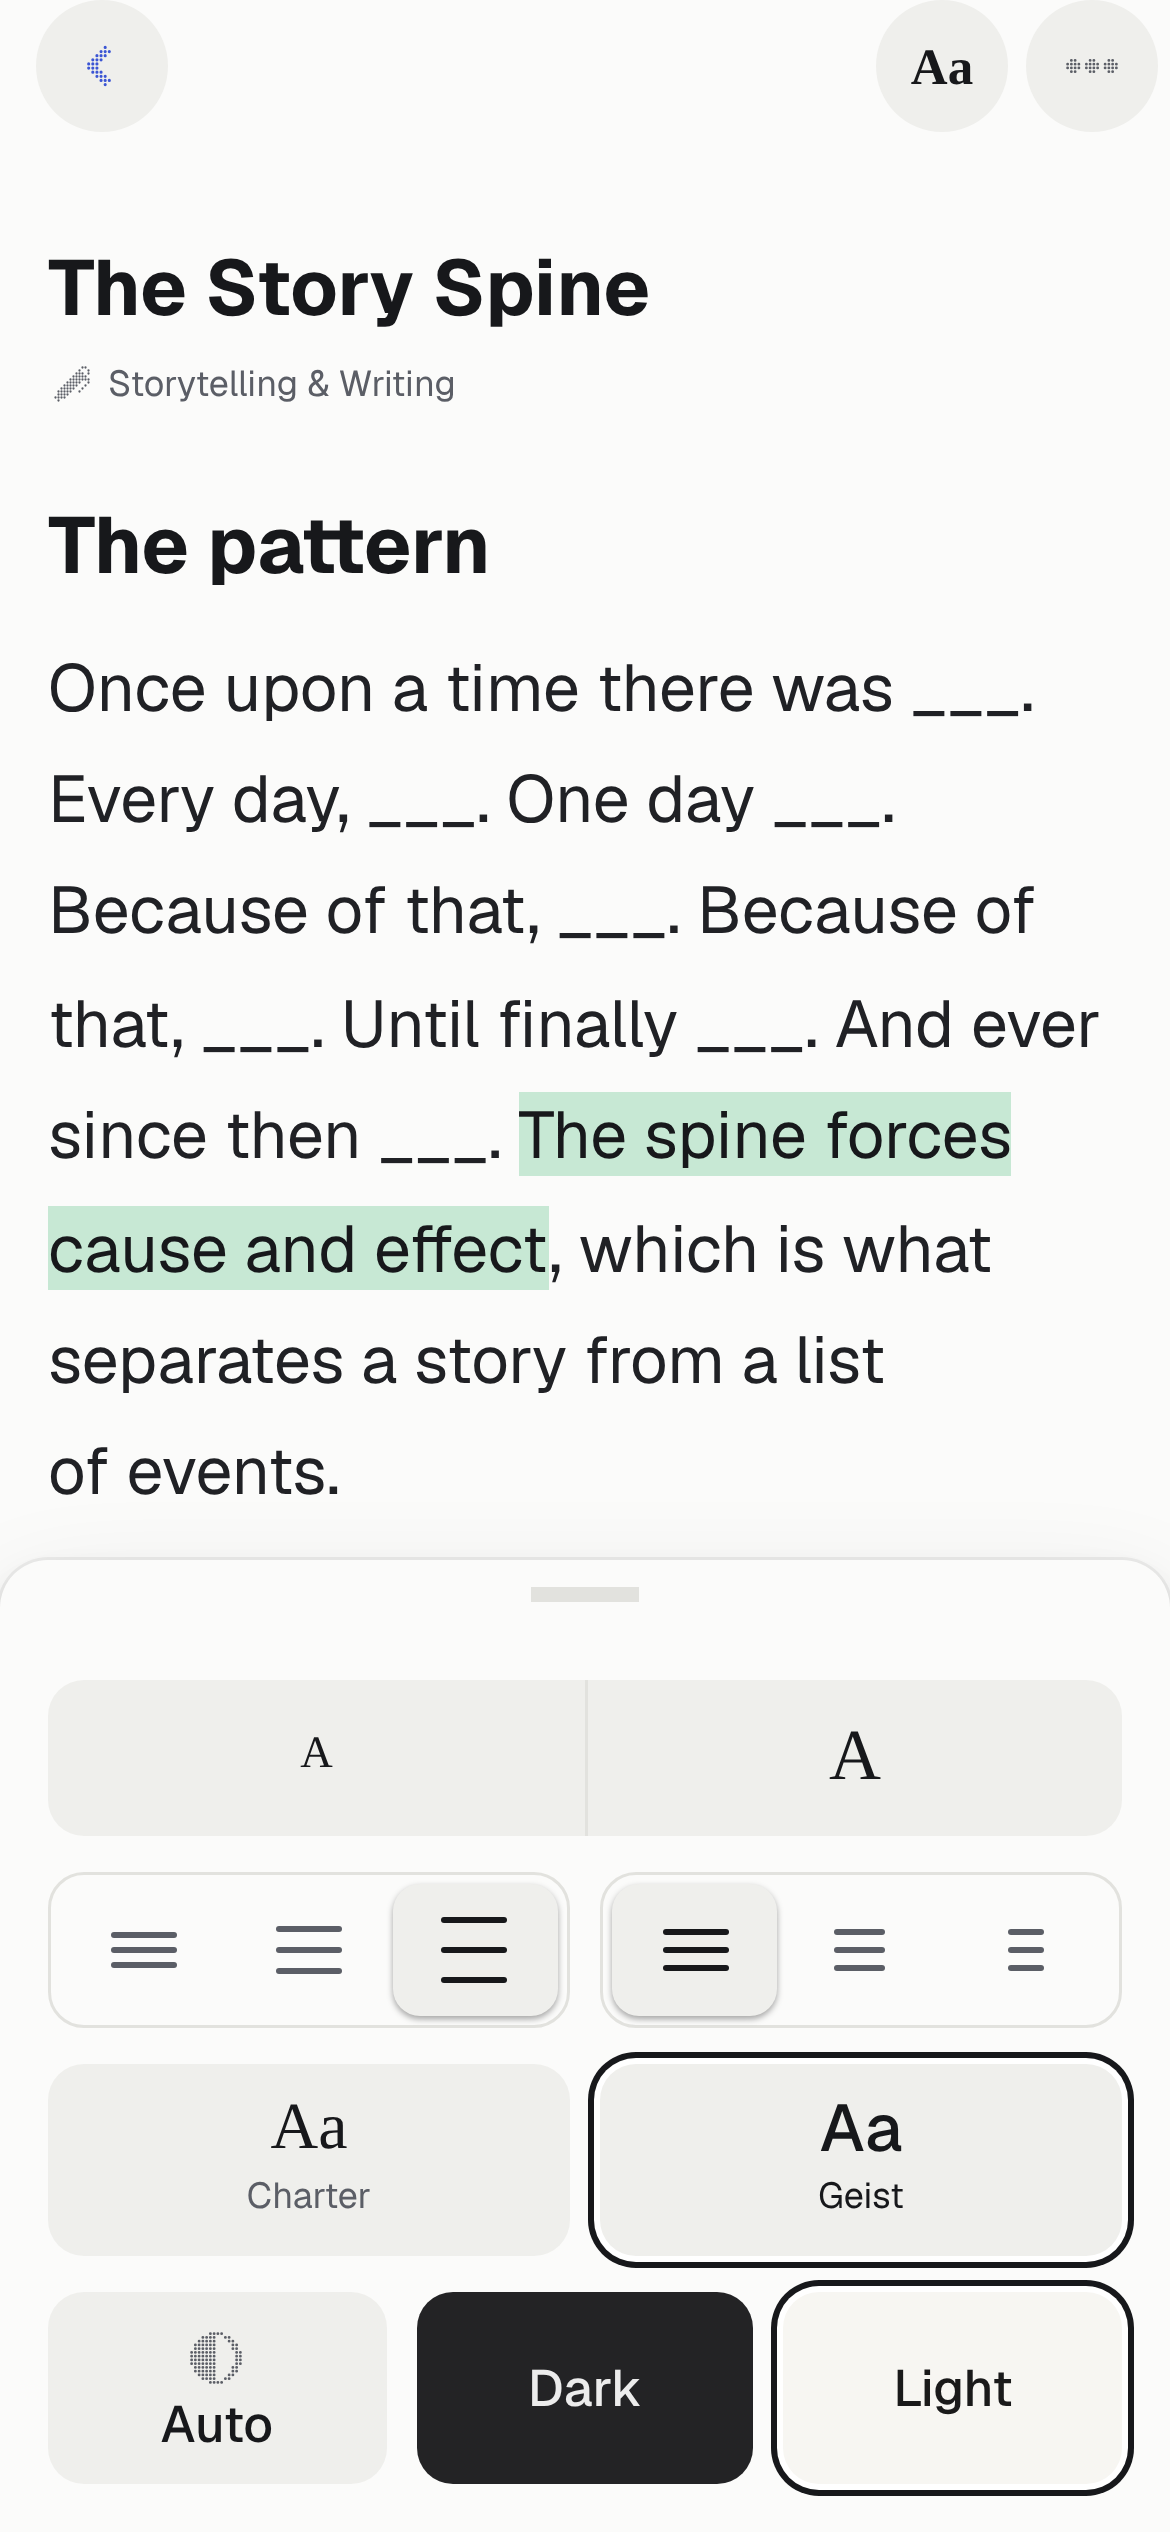 Aa
The Story Spine
Storytelling & Writing
The pattern
Once upon a time there was ___.
Every day, ___. One day ___.
Because of that, ___. Because of
that, ___. Until finally ___. And ever
since then ___. The spine forces
cause and effect, which is what
separates a story from a list
of events.
A A
Aa Aa
Charter Geist
Auto Dark Light